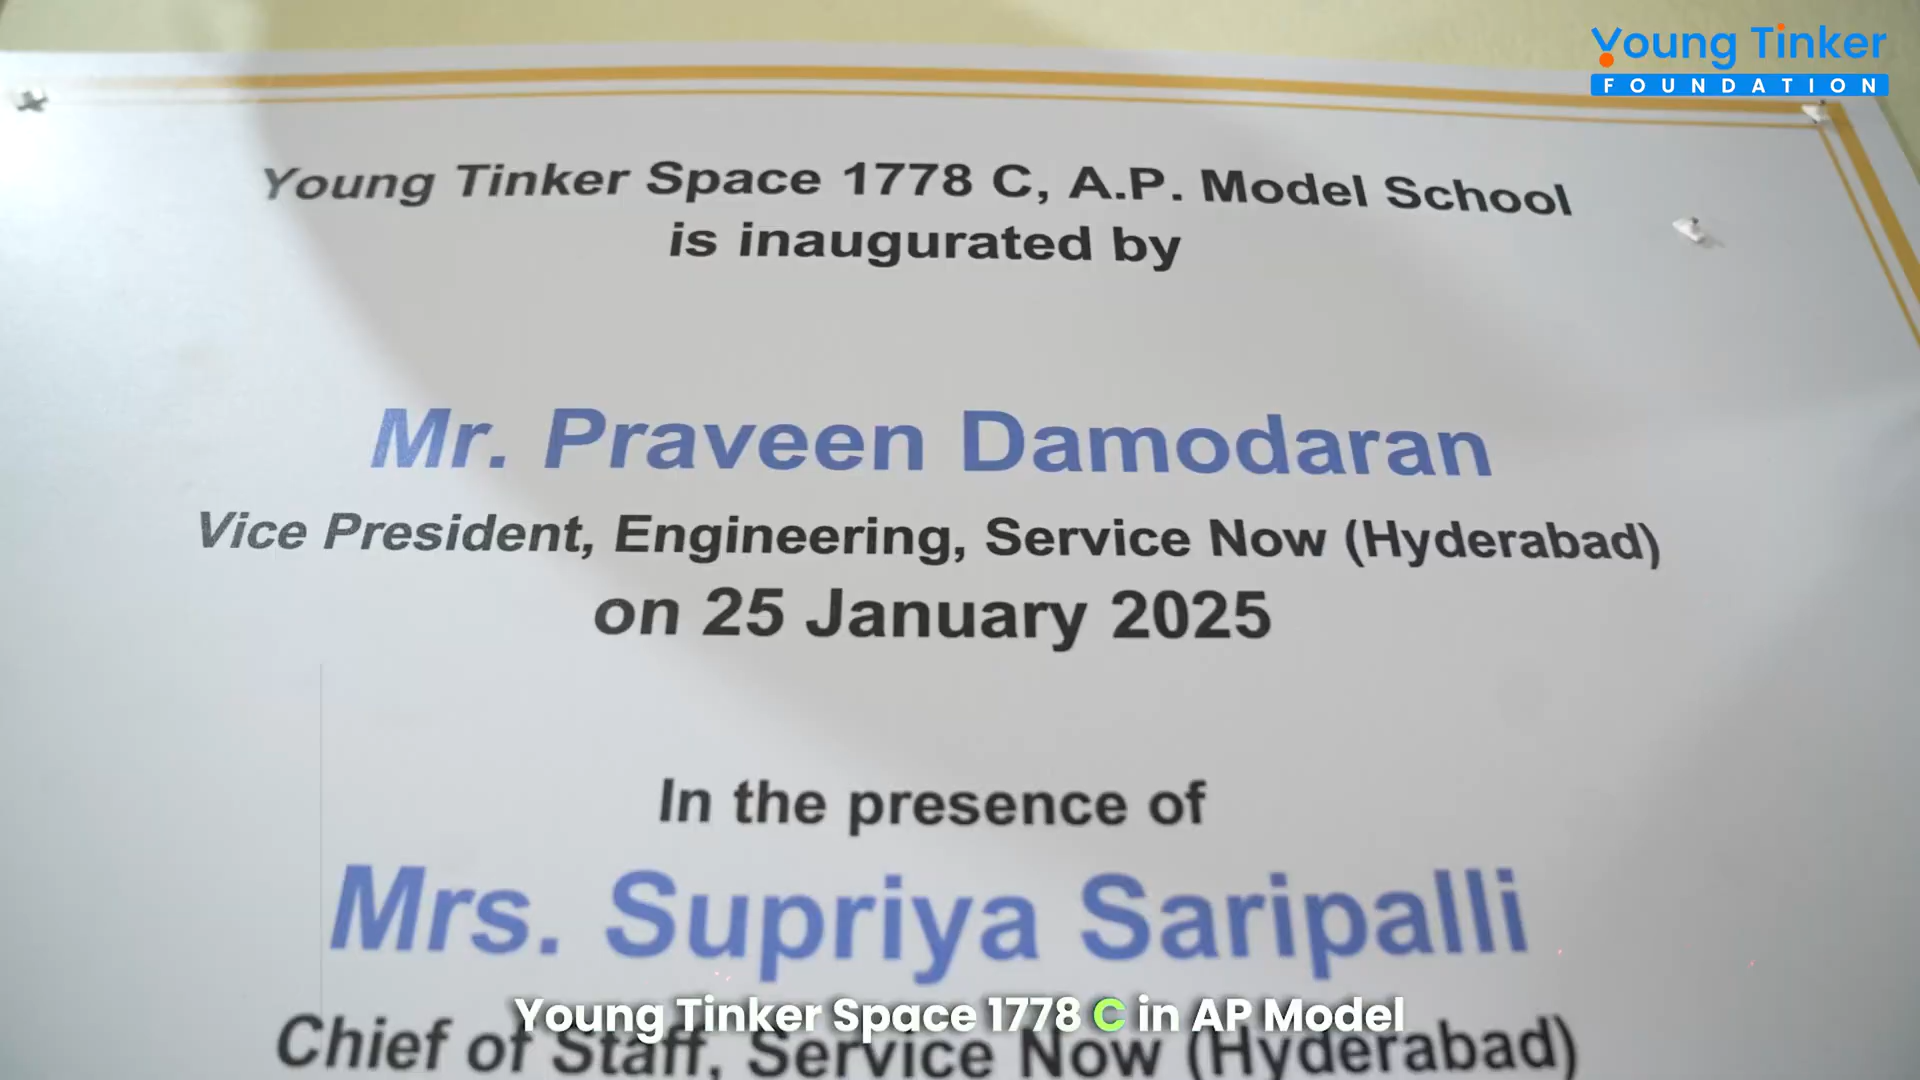 Young Tinker
FOUNDATION
Young Tinker Space 1778 C, A.P. Model School
is inaugurated by
Mr. Praveen Damodaran
Vice President, Engineering, Service Now (Hyderabad)
on 25 January 2025
In the presence of
Mrs. Supriya Saripalli
Young Tinker Space 1778 C in AP Model
Chief of Staff, Service Now (Hyderabad)